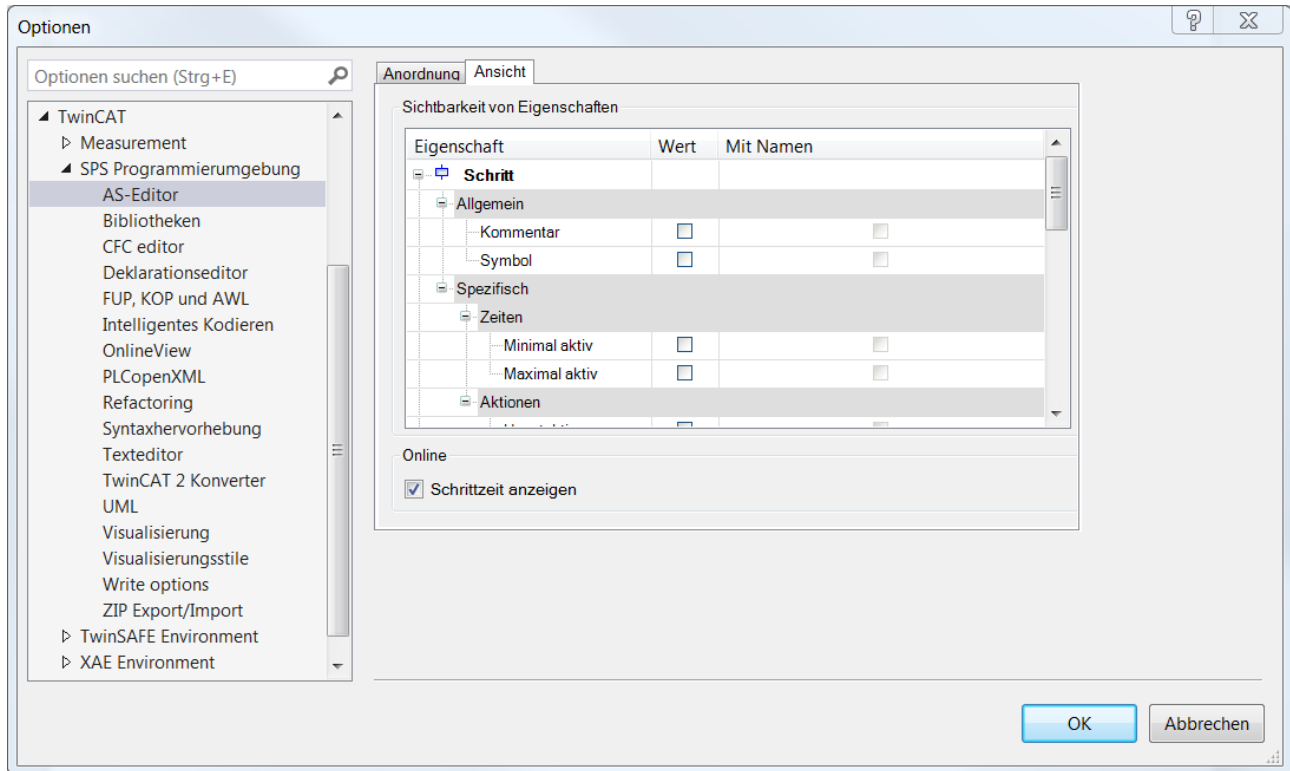 Optionen
Optionen suchen (Strg+E)
TwinCAT
Measurement
SPS Programmierumgebung
AS-Editor
Bibliotheken
CFC editor
Deklarationseditor
FUP, KOP und AWL
Intelligentes Kodieren
OnlineView
PLCopenXML
Refactoring
Syntaxhervorhebung
Texteditor
TwinCAT 2 Konverter
UML
Visualisierung
Visualisierungsstile
Write options
ZIP Export/Import
TwinSAFE Environment
XAE Environment
Anordnung Ansicht
Sichtbarkeit von Eigenschaften
Eigenschaft Wert Mit Namen
Schritt
Allgemein
Kommentar
Symbol
Spezifisch
Zeiten
Minimal aktiv
Maximal aktiv
Aktionen
Online
Schrittzeit anzeigen
OK Abbrechen